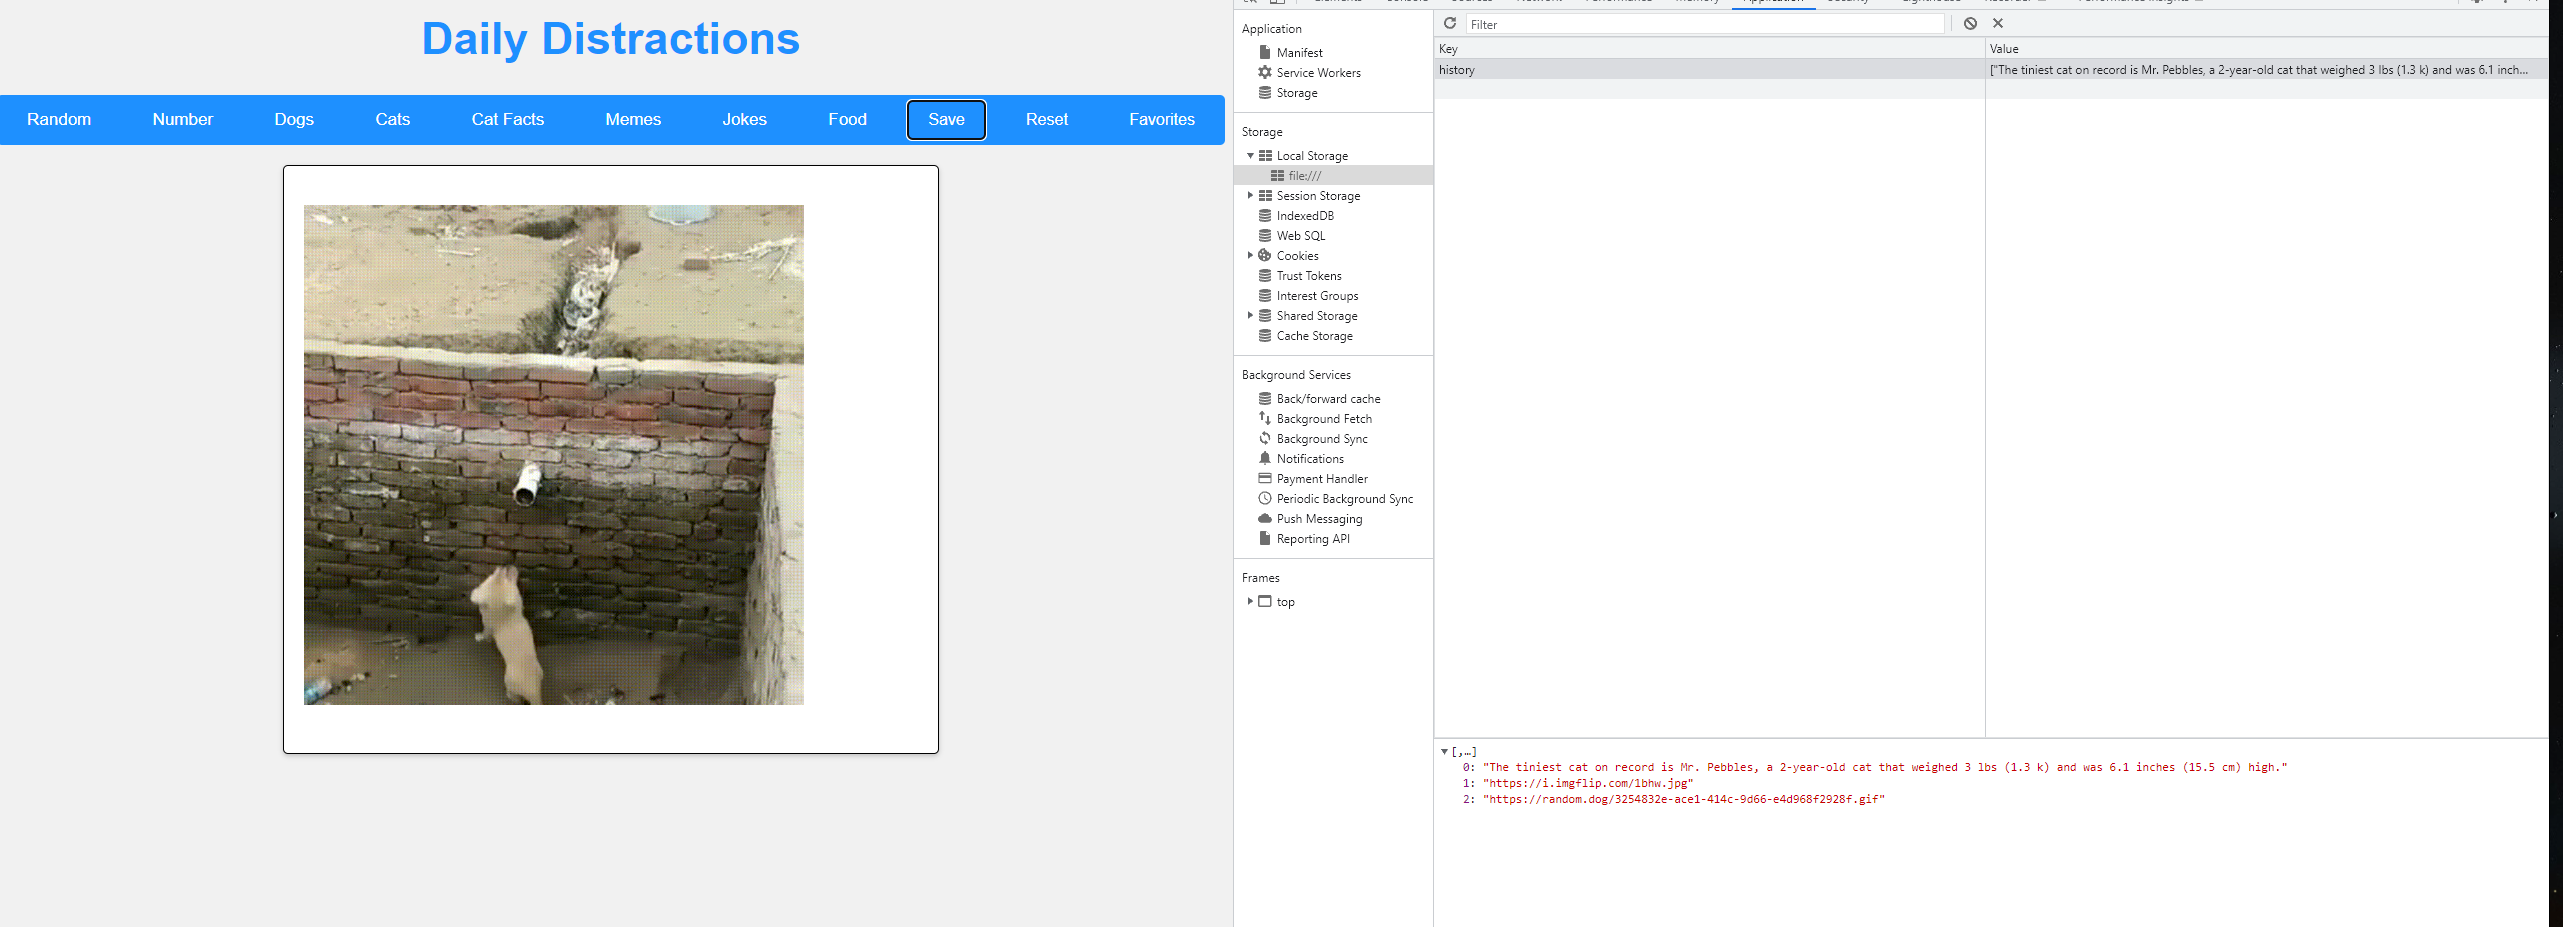 Daily Distractions
Random Number Dogs Cats Cat Facts Memes Jokes Food Save Reset Favorites
Application
Manifest
Service Workers
Storage
Storage
Local Storage
file:///
Session Storage
IndexedDB
Web SQL
Cookies
Trust Tokens
Interest Groups
Shared Storage
Cache Storage
Background Services
Back/forward cache
Background Fetch
Background Sync
Notifications
Payment Handler
Periodic Background Sync
Push Messaging
Reporting API
Frames
top
Filter
Key Value
history ["The tiniest cat on record is Mr. Pebbles, a 2-year-old cat that weighed 3 lbs (1.3 k) and was 6.1 inch…
[,…]
0: "The tiniest cat on record is Mr. Pebbles, a 2-year-old cat that weighed 3 lbs (1.3 k) and was 6.1 inches (15.5 cm) high."
1: "https://i.imgflip.com/1bhw.jpg"
2: "https://random.dog/3254832e-ace1-414c-9d66-e4d968f2928f.gif"